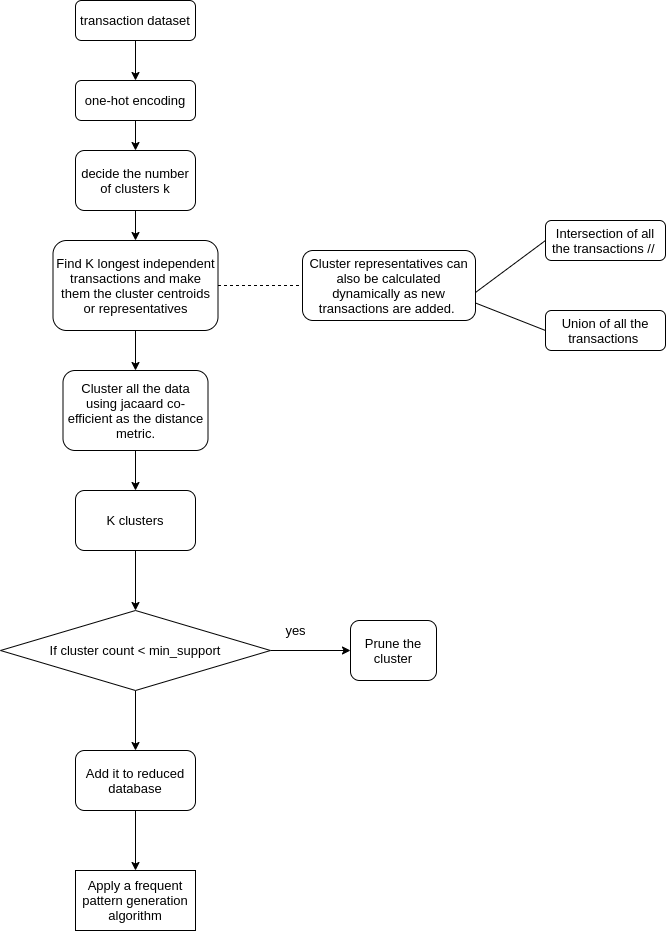 transaction dataset
one-hot encoding
decide the number
of clusters k
Find K longest independent
transactions and make
them the cluster centroids
or representatives
Cluster representatives can
also be calculated
dynamically as new
transactions are added.
Intersection of all
the transactions //
Union of all the
transactions
Cluster all the data
using jacaard co-
efficient as the distance
metric.
K clusters
If cluster count < min_support
yes
Prune the
cluster
Add it to reduced
database
Apply a frequent
pattern generation
algorithm